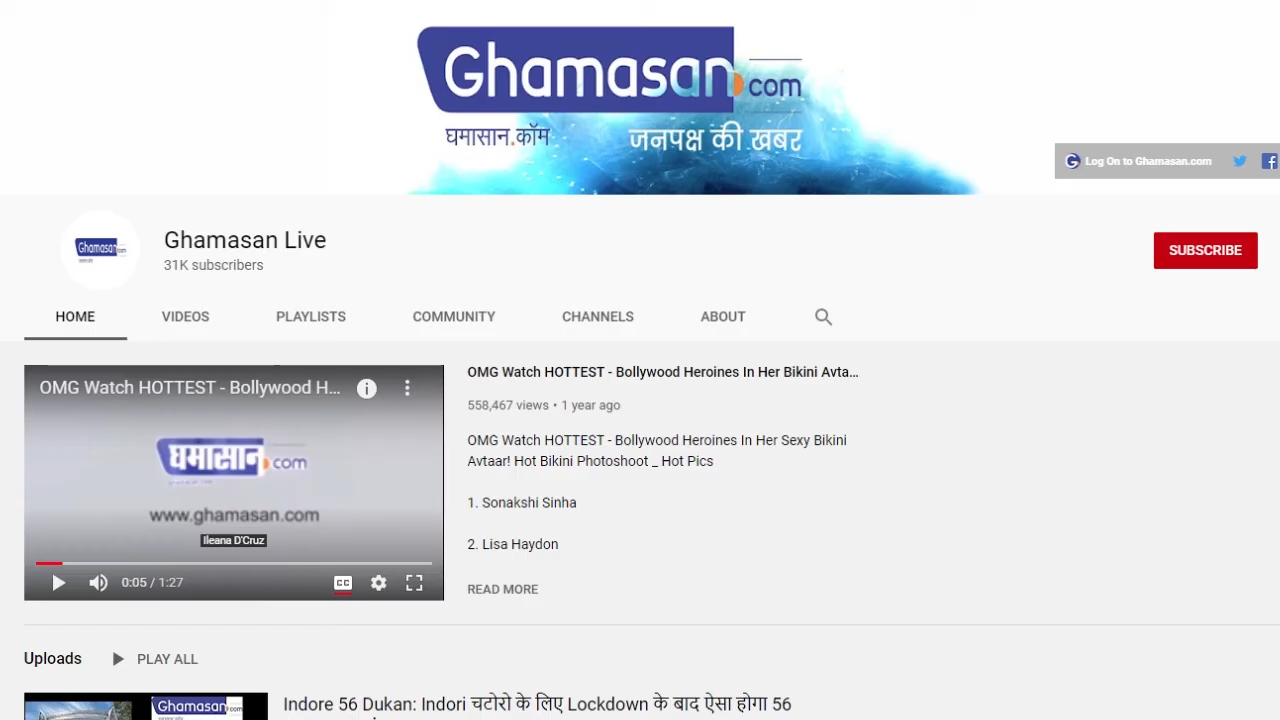 Ghamasan.com
घमासान.कॉम जनपक्ष की खबर
Log On to Ghamasan.com
Ghamasan.com
Ghamasan Live
31K subscribers
SUBSCRIBE
HOME VIDEOS PLAYLISTS COMMUNITY CHANNELS ABOUT
OMG Watch HOTTEST - Bollywood H...
घमासान.com
www.ghamasan.com
Ileana D'Cruz
0:05 / 1:27
CC
OMG Watch HOTTEST - Bollywood Heroines In Her Bikini Avta...
558,467 views • 1 year ago
OMG Watch HOTTEST - Bollywood Heroines In Her Sexy Bikini
Avtaar! Hot Bikini Photoshoot _ Hot Pics
1. Sonakshi Sinha
2. Lisa Haydon
READ MORE
Uploads PLAY ALL
Ghamasan.com
Indore 56 Dukan: Indori चटोरो के लिए Lockdown के बाद ऐसा होगा 56